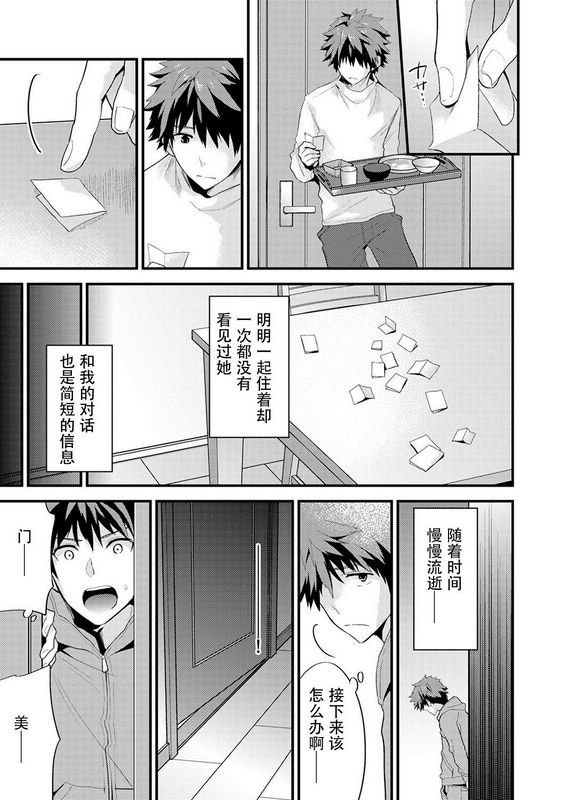 カサ…
明明一起住着却
一次都没有
看见过她
和我的对话
也是简短的信息
随着时间
慢慢流逝——
接下来该
怎么办啊——
…!
门——
美——